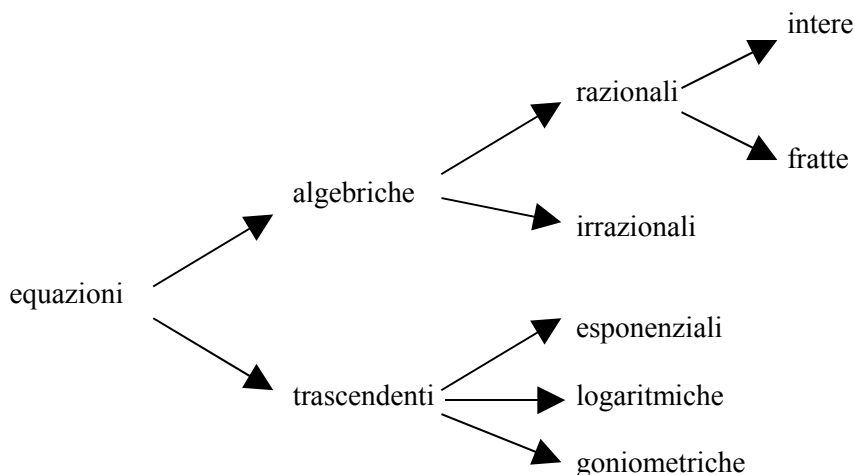 intere
razionali
fratte
algebriche
irrazionali
equazioni
esponenziali
trascendenti
logaritmiche
goniometriche